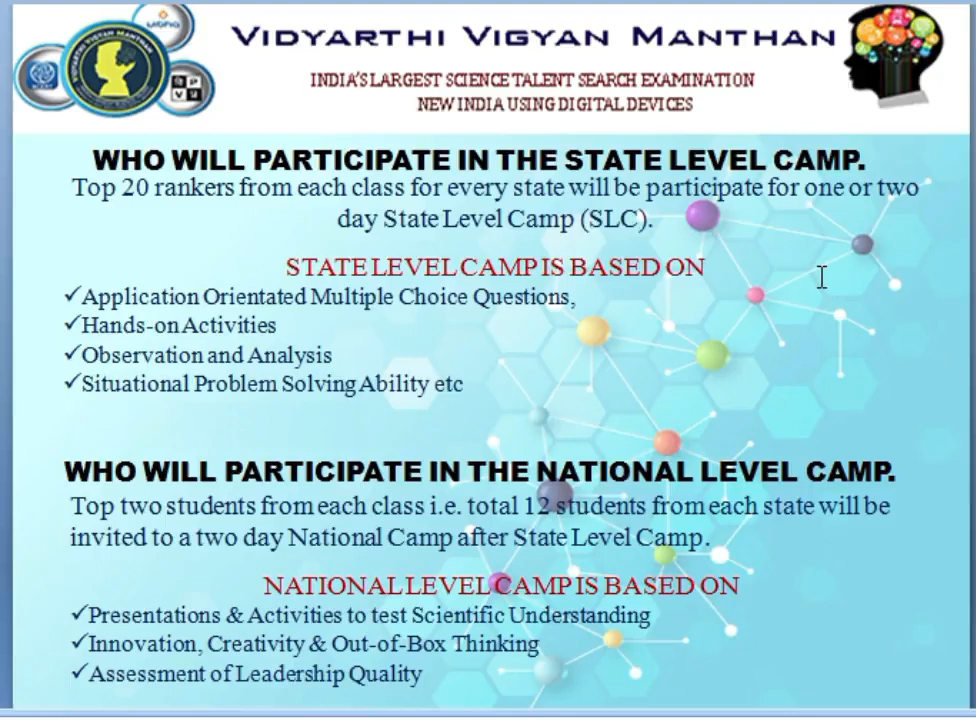 VIDYARTHI VIGYAN MANTHAN
INDIA'S LARGEST SCIENCE TALENT SEARCH EXAMINATION
NEW INDIA USING DIGITAL DEVICES
WHO WILL PARTICIPATE IN THE STATE LEVEL CAMP.
Top 20 rankers from each class for every state will be participate for one or two
day State Level Camp (SLC).
STATE LEVEL CAMP IS BASED ON
✓Application Orientated Multiple Choice Questions,
✓Hands-on Activities
✓Observation and Analysis
✓Situational Problem Solving Ability etc
WHO WILL PARTICIPATE IN THE NATIONAL LEVEL CAMP.
Top two students from each class i.e. total 12 students from each state will be
invited to a two day National Camp after State Level Camp.
NATIONAL LEVEL CAMP IS BASED ON
✓Presentations & Activities to test Scientific Understanding
✓Innovation, Creativity & Out-of-Box Thinking
✓Assessment of Leadership Quality